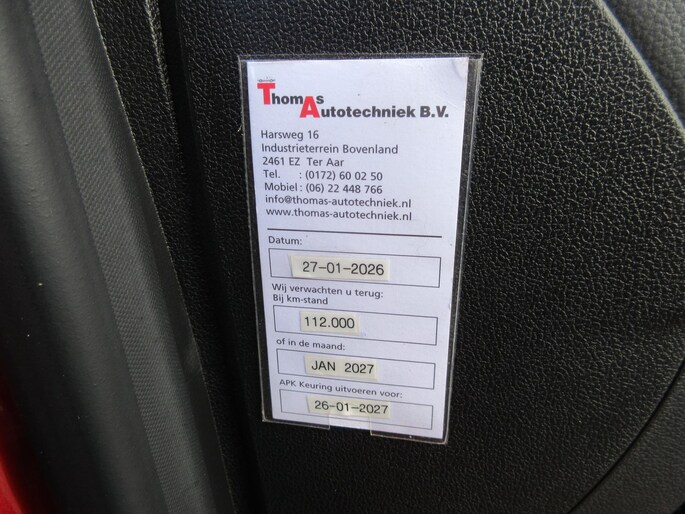 ThomAs
Autotechniek B.V.
Harsweg 16
Industrieterrein Bovenland
2461 EZ Ter Aar
Tel. : (0172) 60 02 50
Mobiel : (06) 22 448 766
info@thomas-autotechniek.nl
www.thomas-autotechniek.nl
Datum:
27-01-2026
Wij verwachten u terug:
Bij km-stand
112.000
of in de maand:
JAN 2027
APK Keuring uitvoeren voor:
26-01-2027